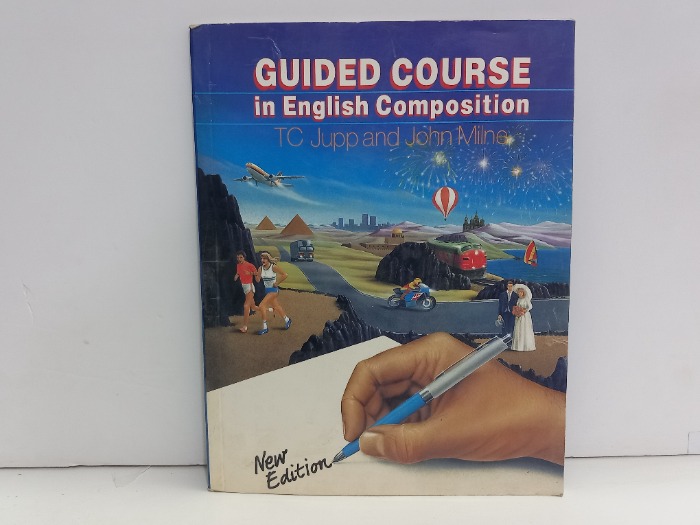 GUIDED COURSE
in English Composition
TC Jupp and John Milne
New
Edition